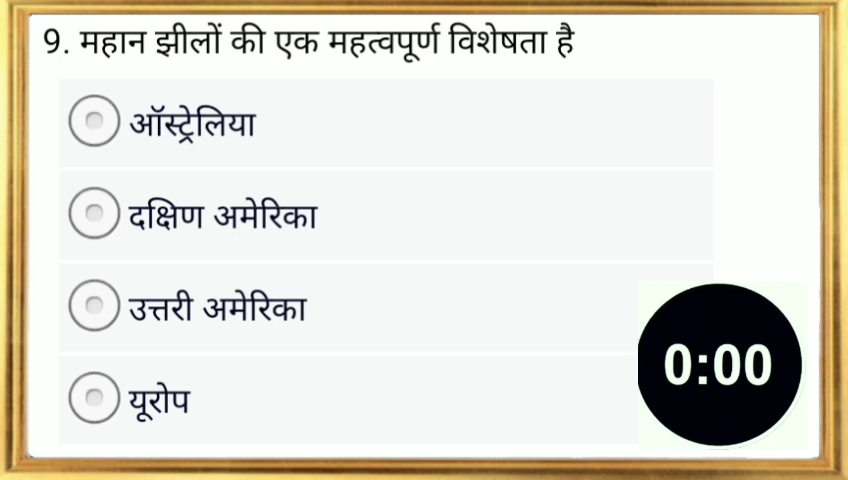 9. महान झीलों की एक महत्वपूर्ण विशेषता है
ऑस्ट्रेलिया
दक्षिण अमेरिका
उत्तरी अमेरिका
0:00
यूरोप